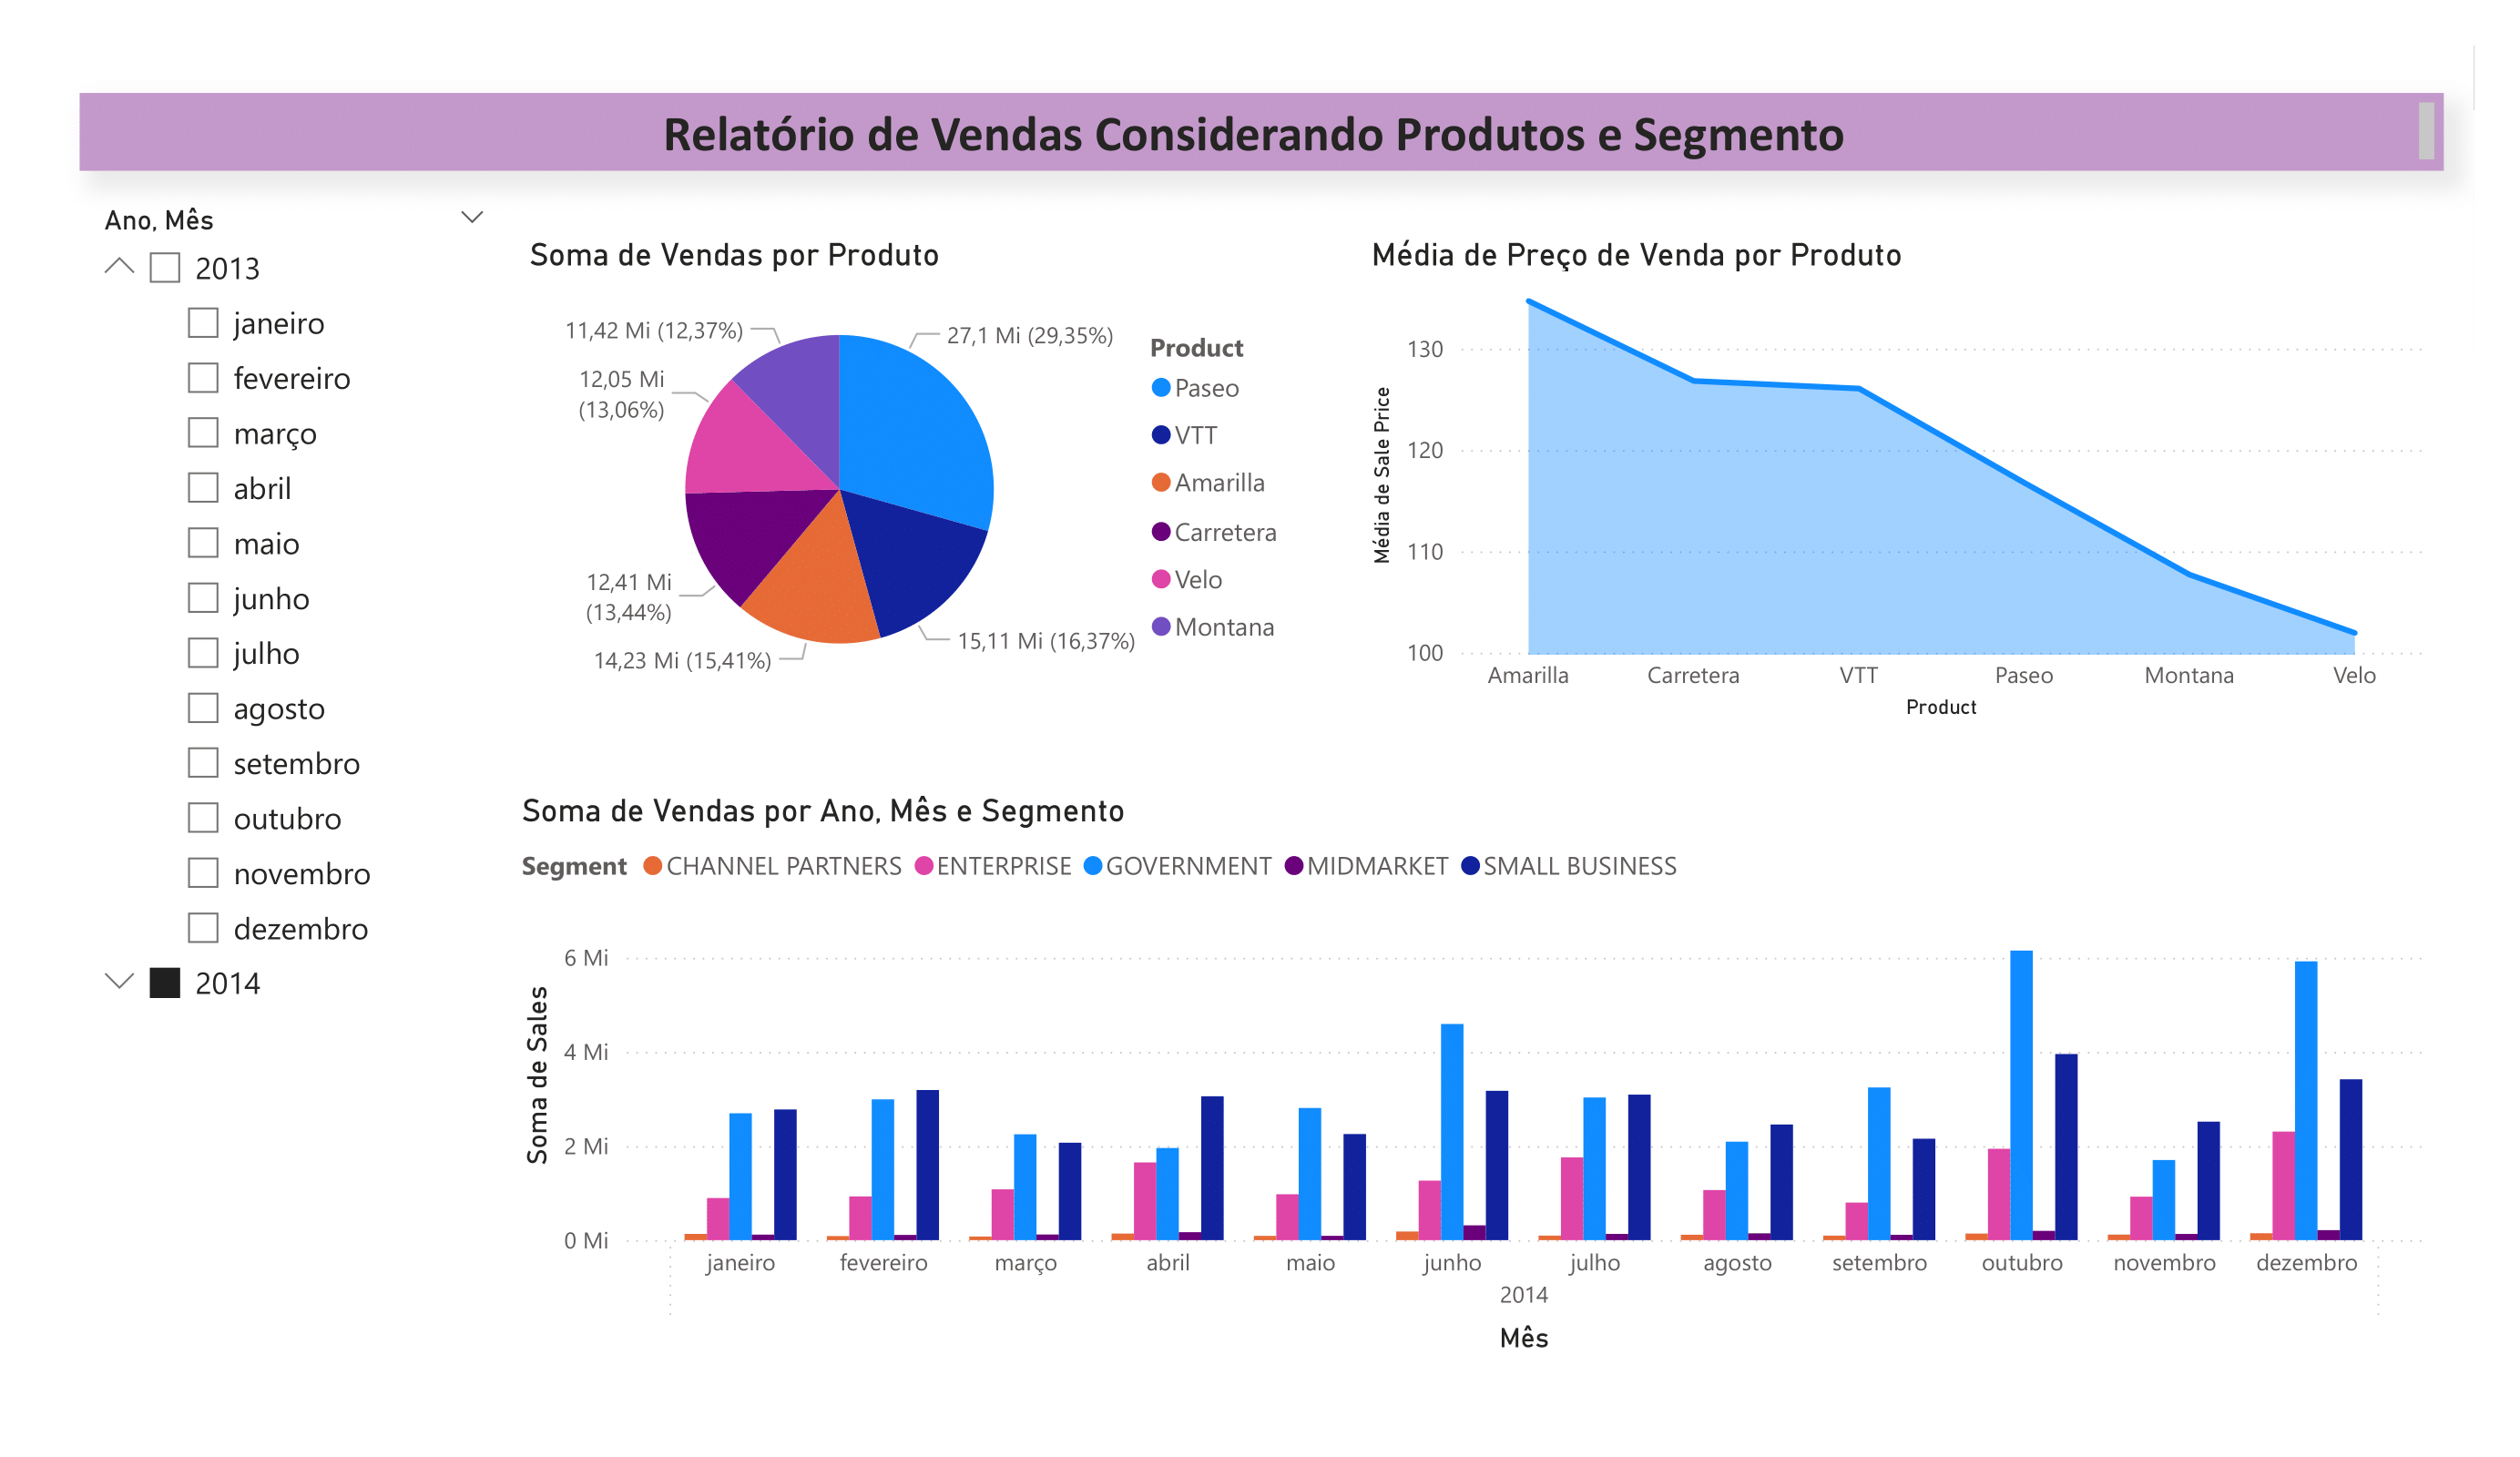 Relatório de Vendas Considerando Produtos e Segmento
Ano, Mês
2013
janeiro
fevereiro
março
abril
maio
junho
julho
agosto
setembro
outubro
novembro
dezembro
2014
Soma de Vendas por Produto
11,42 Mi (12,37%)
27,1 Mi (29,35%)
12,05 Mi
(13,06%)
12,41 Mi
(13,44%)
15,11 Mi (16,37%)
14,23 Mi (15,41%)
Product
Paseo
VTT
Amarilla
Carretera
Velo
Montana
Média de Preço de Venda por Produto
Média de Sale Price
130
120
110
100
Amarilla Carretera VTT Paseo Montana Velo
Product
Soma de Vendas por Ano, Mês e Segmento
Segment CHANNEL PARTNERS ENTERPRISE GOVERNMENT MIDMARKET SMALL BUSINESS
Soma de Sales
6 Mi
4 Mi
2 Mi
0 Mi
janeiro fevereiro março abril maio junho julho agosto setembro outubro novembro dezembro
2014
Mês